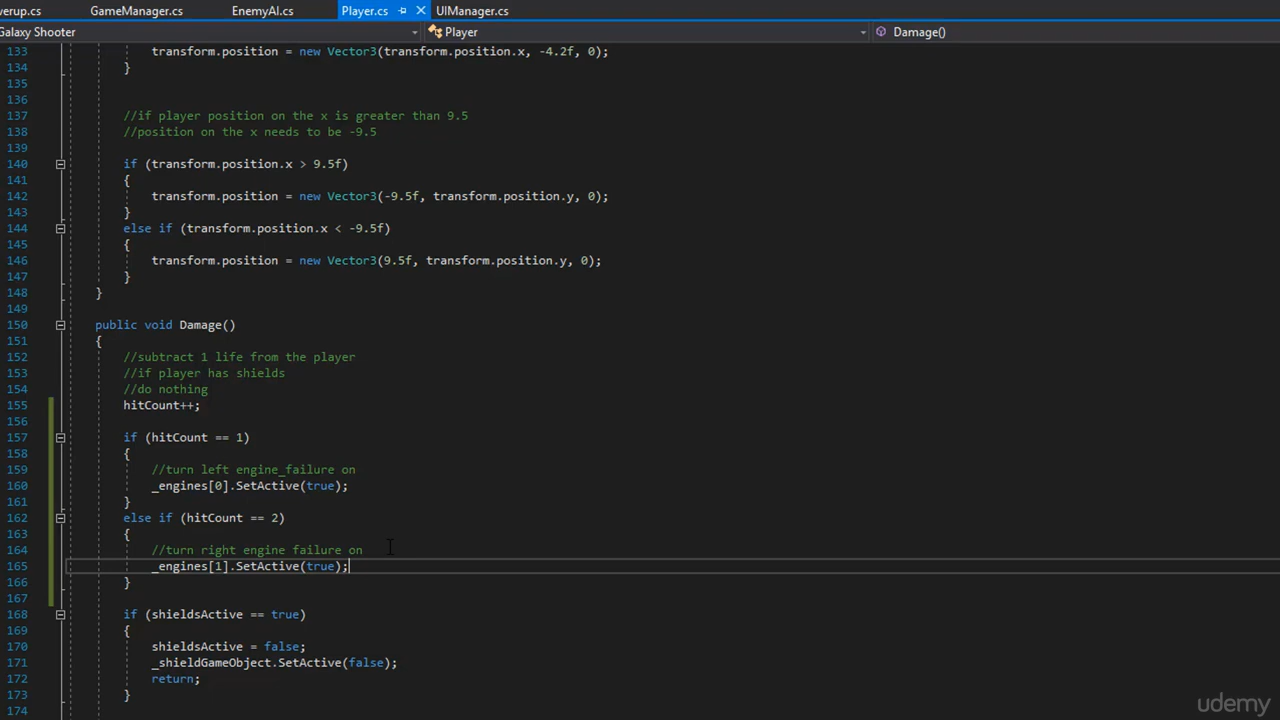 verup.cs GameManager.cs EnemyAI.cs Player.cs UIManager.cs
Galaxy Shooter Player Damage()
133 transform.position = new Vector3(transform.position.x, -4.2f, 0);
134 }
135
136
137 //if player position on the x is greater than 9.5
138 //position on the x needs to be -9.5
139
140 if (transform.position.x > 9.5f)
141 {
142 transform.position = new Vector3(-9.5f, transform.position.y, 0);
143 }
144 else if (transform.position.x < -9.5f)
145 {
146 transform.position = new Vector3(9.5f, transform.position.y, 0);
147 }
148 }
149
150 public void Damage()
151 {
152 //subtract 1 life from the player
153 //if player has shields
154 //do nothing
155 hitCount++;
156
157 if (hitCount == 1)
158 {
159 //turn left engine_failure on
160 _engines[0].SetActive(true);
161 }
162 else if (hitCount == 2)
163 {
164 //turn right engine failure on
165 _engines[1].SetActive(true);
166 }
167
168 if (shieldsActive == true)
169 {
170 shieldsActive = false;
171 _shieldGameObject.SetActive(false);
172 return;
173 }
174
udemy